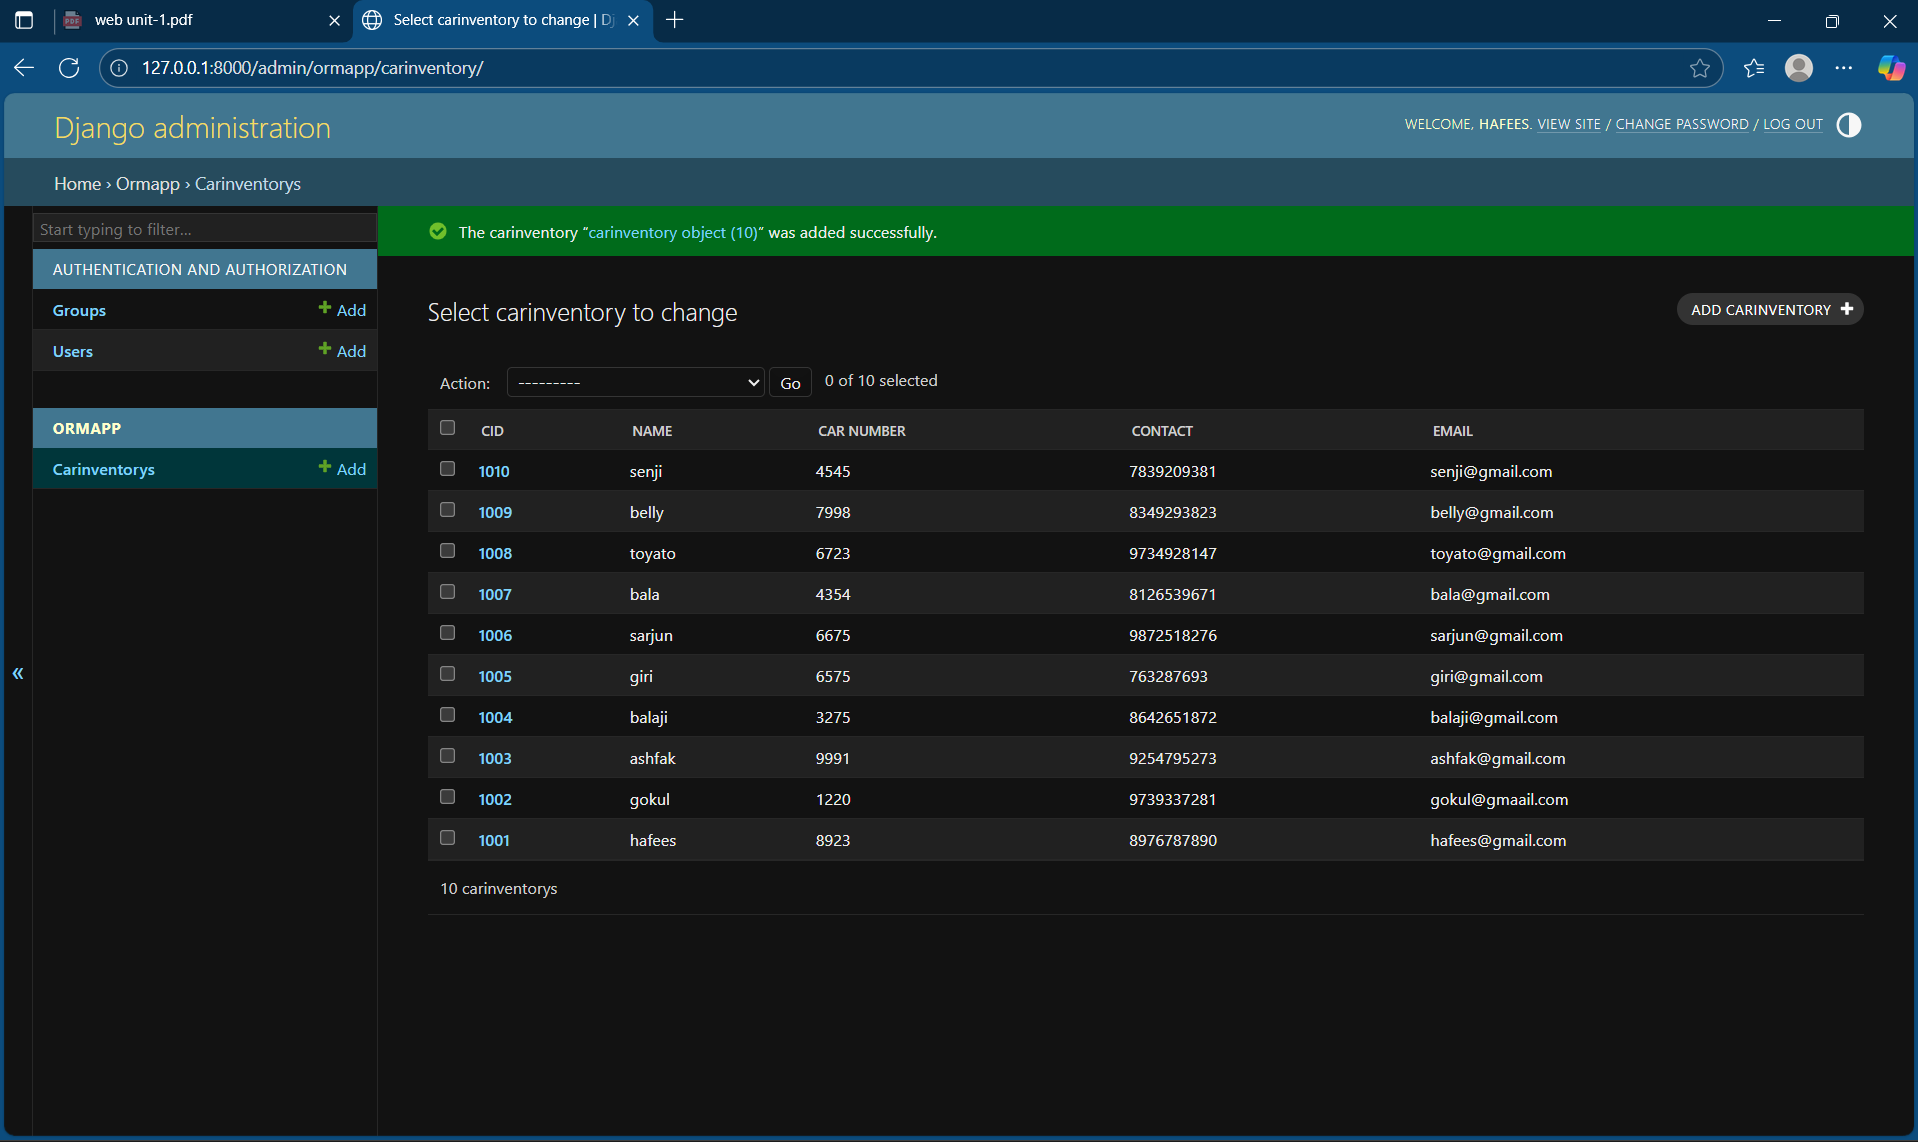 web unit-1.pdf
Select carinventory to change | Dj
127.0.0.1:8000/admin/ormapp/carinventory/
Django administration
WELCOME, HAFEES. VIEW SITE / CHANGE PASSWORD / LOG OUT
Home › Ormapp › Carinventorys
Start typing to filter...
AUTHENTICATION AND AUTHORIZATION
Groups Add
Users Add
ORMAPP
Carinventorys Add
«
The carinventory “carinventory object (10)” was added successfully.
Select carinventory to change
ADD CARINVENTORY
Action: --------- Go 0 of 10 selected
CID NAME CAR NUMBER CONTACT EMAIL
1010 senji 4545 7839209381 senji@gmail.com
1009 belly 7998 8349293823 belly@gmail.com
1008 toyato 6723 9734928147 toyato@gmail.com
1007 bala 4354 8126539671 bala@gmail.com
1006 sarjun 6675 9872518276 sarjun@gmail.com
1005 giri 6575 763287693 giri@gmail.com
1004 balaji 3275 8642651872 balaji@gmail.com
1003 ashfak 9991 9254795273 ashfak@gmail.com
1002 gokul 1220 9739337281 gokul@gmaail.com
1001 hafees 8923 8976787890 hafees@gmail.com
10 carinventorys